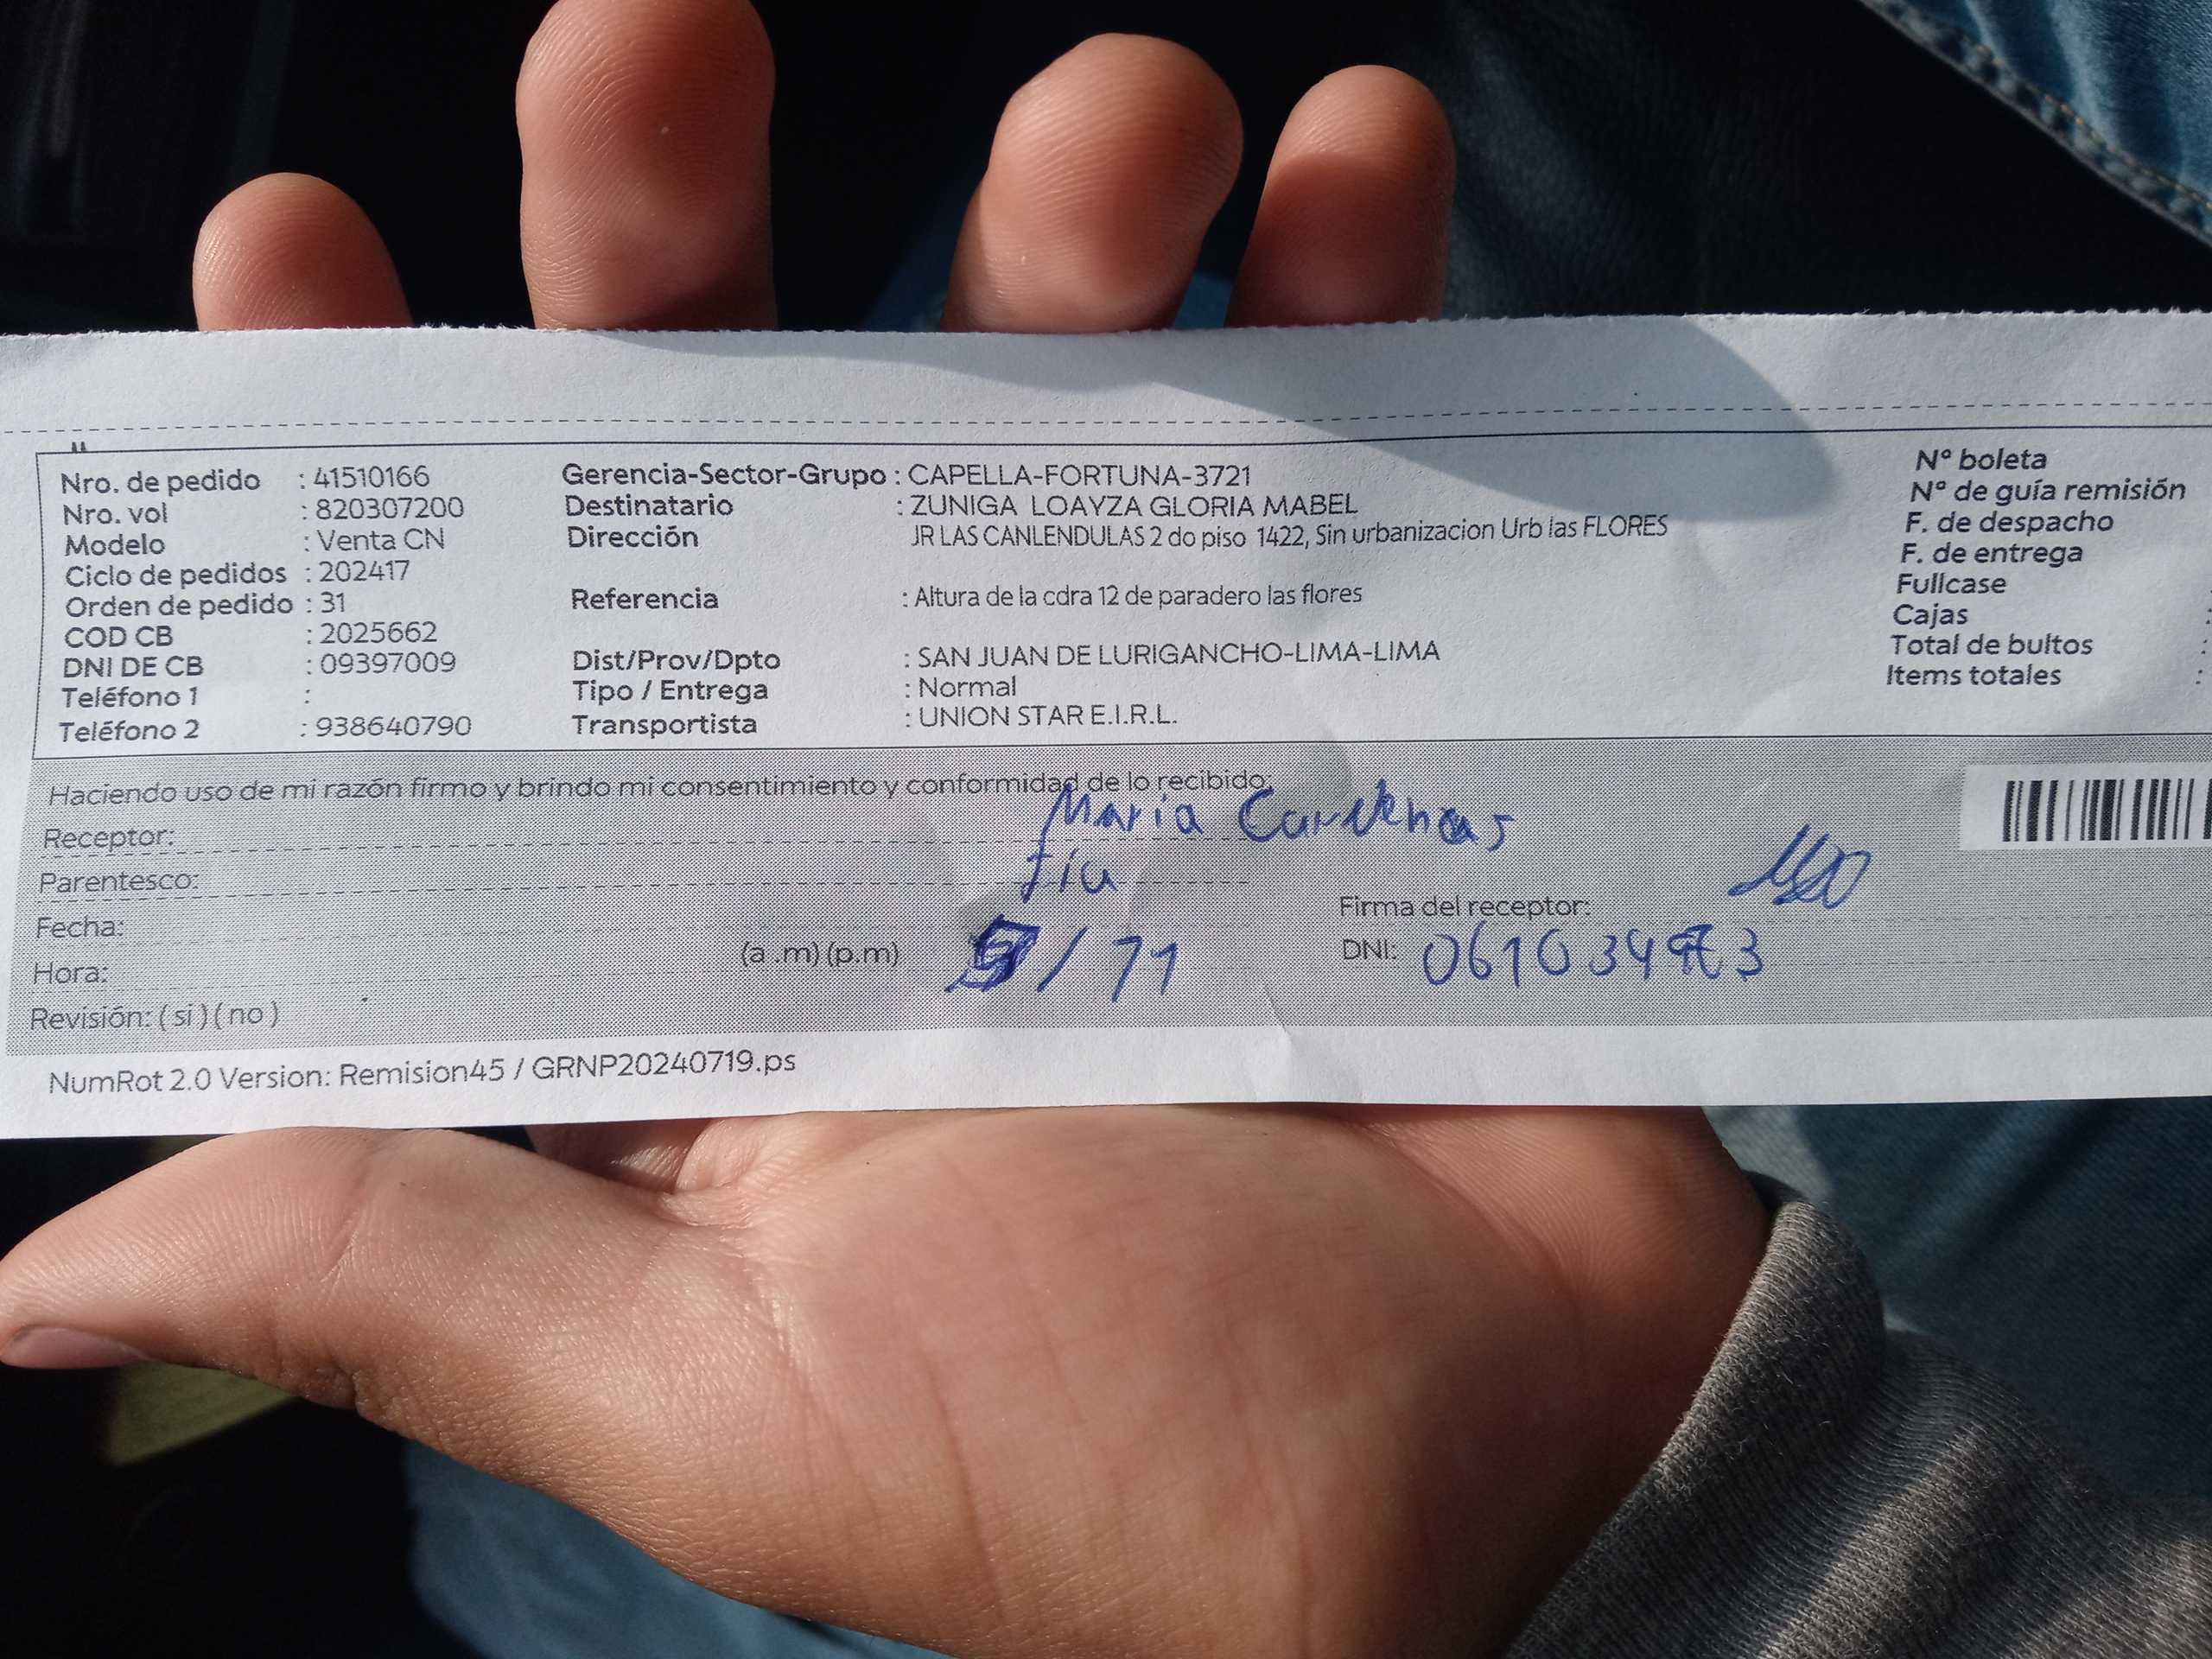 Nro. de pedido : 41510166 Gerencia-Sector-Grupo : CAPELLA-FORTUNA-3721 N° boleta
Nro. vol : 820307200 Destinatario : ZUNIGA LOAYZA GLORIA MABEL N° de guía remisión
Modelo : Venta CN Dirección JR LAS CANLENDULAS 2 do piso 1422, Sin urbanizacion Urb las FLORES F. de despacho
Ciclo de pedidos : 202417 F. de entrega
Orden de pedido : 31 Referencia : Altura de la cdra 12 de paradero las flores Fullcase
COD CB : 2025662 Cajas :
DNI DE CB : 09397009 Dist/Prov/Dpto : SAN JUAN DE LURIGANCHO-LIMA-LIMA Total de bultos :
Teléfono 1 : Tipo / Entrega : Normal Items totales :
Teléfono 2 : 938640790 Transportista : UNION STAR E.I.R.L.
Haciendo uso de mi razón firmo y brindo mi consentimiento y conformidad de lo recibido:
Receptor: Maria Cardenas
Parentesco: tia
Fecha: Firma del receptor:
Hora: (a .m) (p.m) / 11 DNI:
Revisión: ( si ) ( no )
NumRot 2.0 Version: Remision45 / GRNP20240719.ps